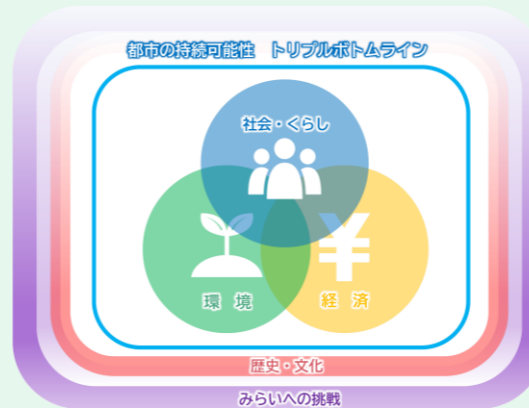 都市の持続可能性　トリプルボトムライン
社会・くらし
環　境
経　済
歴史・文化
みらいへの挑戦